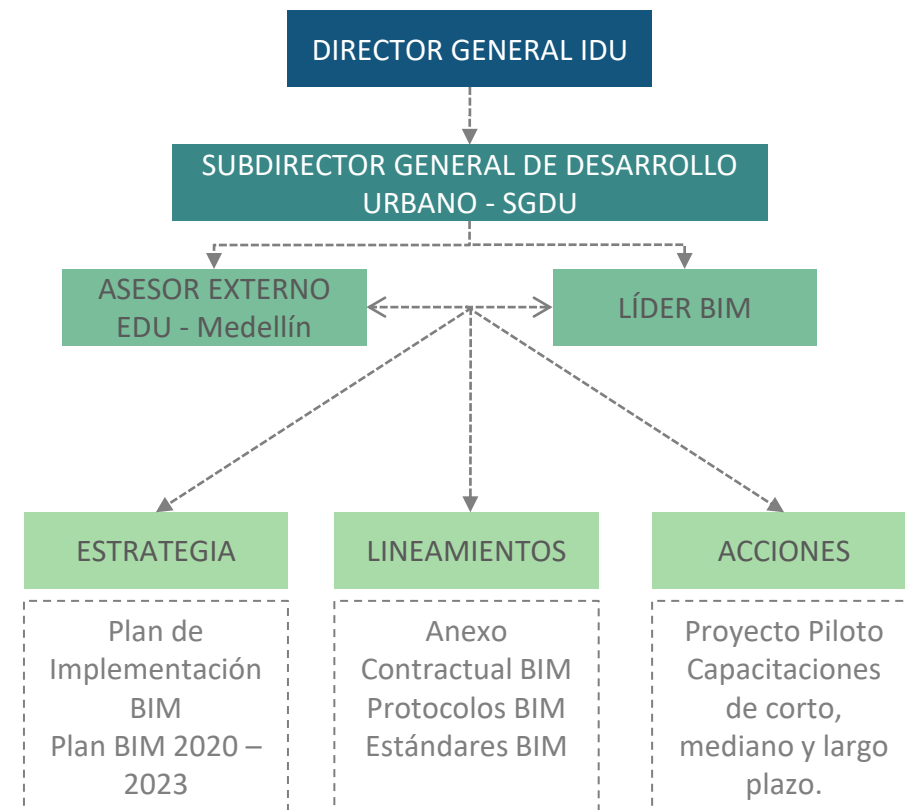 DIRECTOR GENERAL IDU
SUBDIRECTOR GENERAL DE DESARROLLO
URBANO - SGDU
ASESOR EXTERNO
EDU - Medellín
LÍDER BIM
ESTRATEGIA
Plan de
Implementación
BIM
Plan BIM 2020 –
2023
LINEAMIENTOS
Anexo
Contractual BIM
Protocolos BIM
Estándares BIM
ACCIONES
Proyecto Piloto
Capacitaciones
de corto,
mediano y largo
plazo.